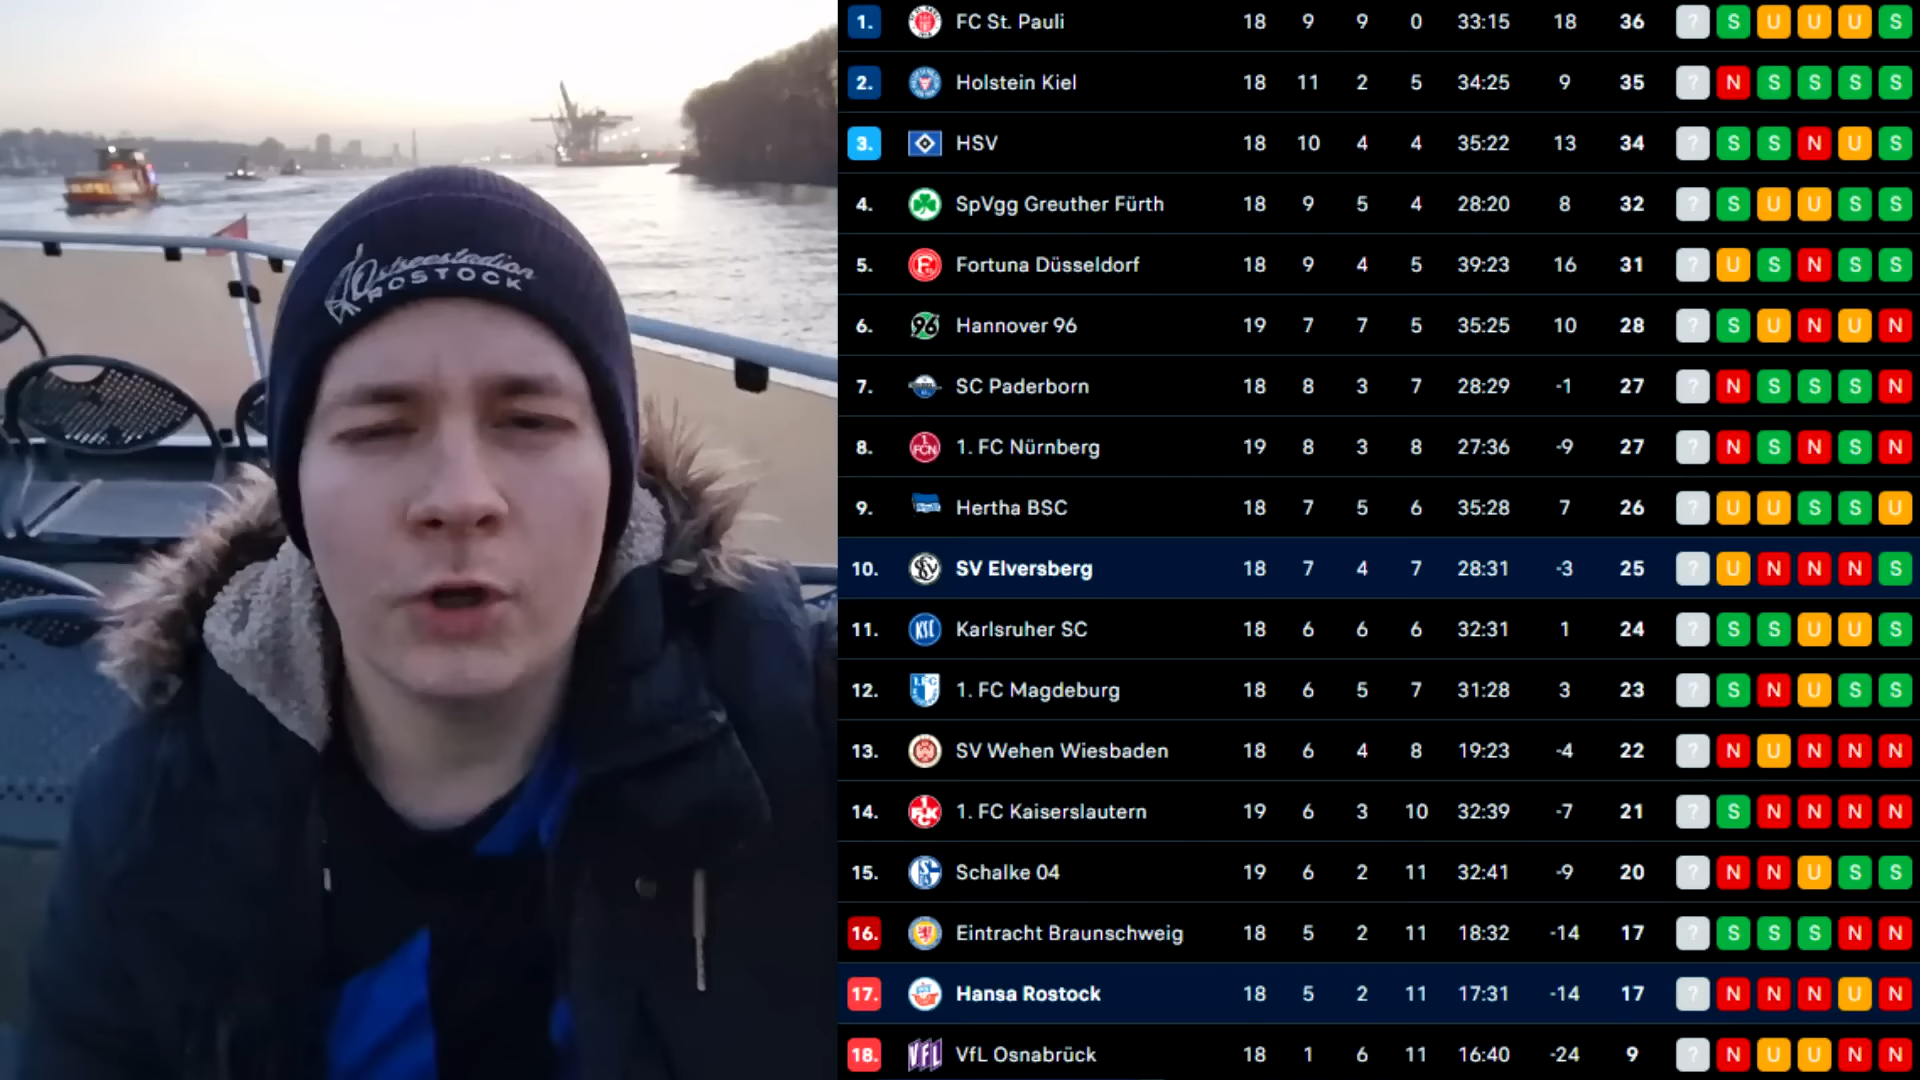 Ostseestadion
ROSTOCK
1. FC St. Pauli 18 9 9 0 33:15 18 36 ? S U U U S
2. Holstein Kiel 18 11 2 5 34:25 9 35 ? N S S S S
3. HSV 18 10 4 4 35:22 13 34 ? S S N U S
4. SpVgg Greuther Fürth 18 9 5 4 28:20 8 32 ? S U U S S
5. Fortuna Düsseldorf 18 9 4 5 39:23 16 31 ? U S N S S
6. 96 Hannover 96 19 7 7 5 35:25 10 28 ? S U N U N
7. SC Paderborn 18 8 3 7 28:29 -1 27 ? N S S S N
8. 1. FCN 1. FC Nürnberg 19 8 3 8 27:36 -9 27 ? N S N S N
9. Hertha BSC 18 7 5 6 35:28 7 26 ? U U S S U
10. SV Elversberg 18 7 4 7 28:31 -3 25 ? U N N N S
11. KSC Karlsruher SC 18 6 6 6 32:31 1 24 ? S S U U S
12. 1.FC 1. FC Magdeburg 18 6 5 7 31:28 3 23 ? S N U S S
13. SV Wehen Wiesbaden 18 6 4 8 19:23 -4 22 ? N U N N N
14. 1. FCK 1. FC Kaiserslautern 19 6 3 10 32:39 -7 21 ? S N N N N
15. Schalke 04 19 6 2 11 32:41 -9 20 ? N N U S S
16. Eintracht Braunschweig 18 5 2 11 18:32 -14 17 ? S S S N N
17. Hansa Rostock 18 5 2 11 17:31 -14 17 ? N N N U N
18. VFL VfL Osnabrück 18 1 6 11 16:40 -24 9 ? N U U N N